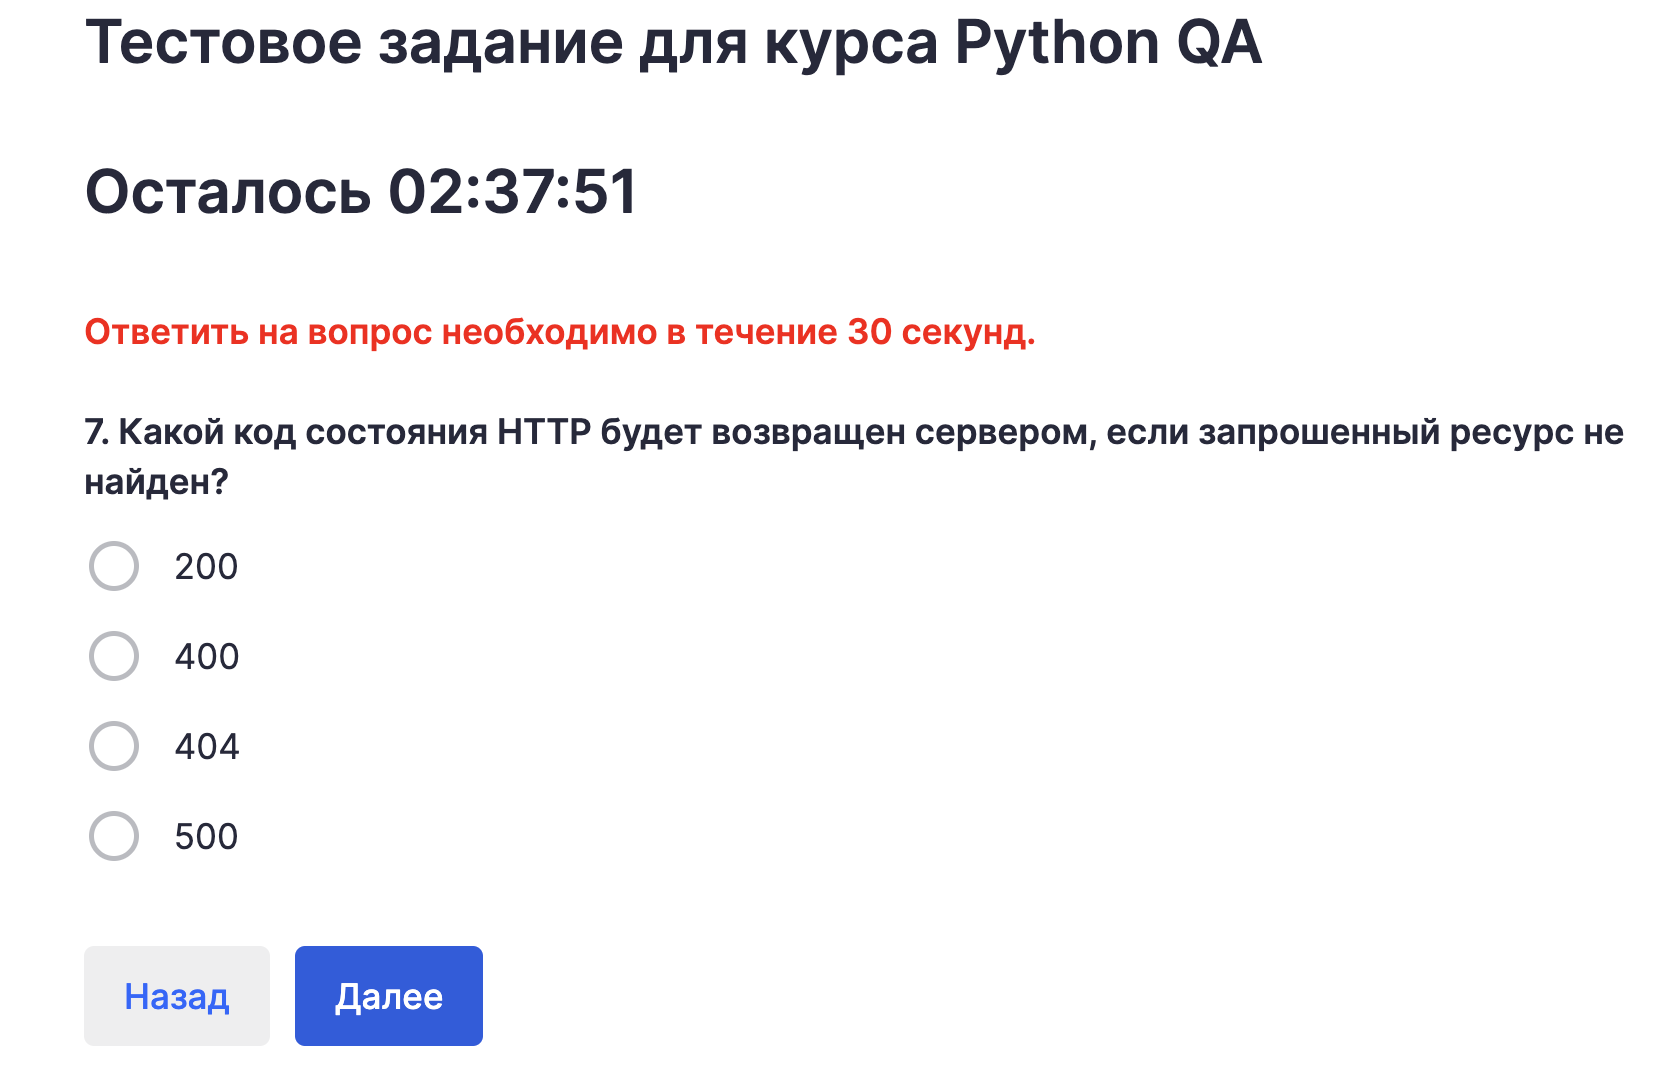 Тестовое задание для курса Python QA
Осталось 02:37:51
Ответить на вопрос необходимо в течение 30 секунд.
7. Какой код состояния HTTP будет возвращен сервером, если запрошенный ресурс не
найден?
200
400
404
500
Назад
Далее